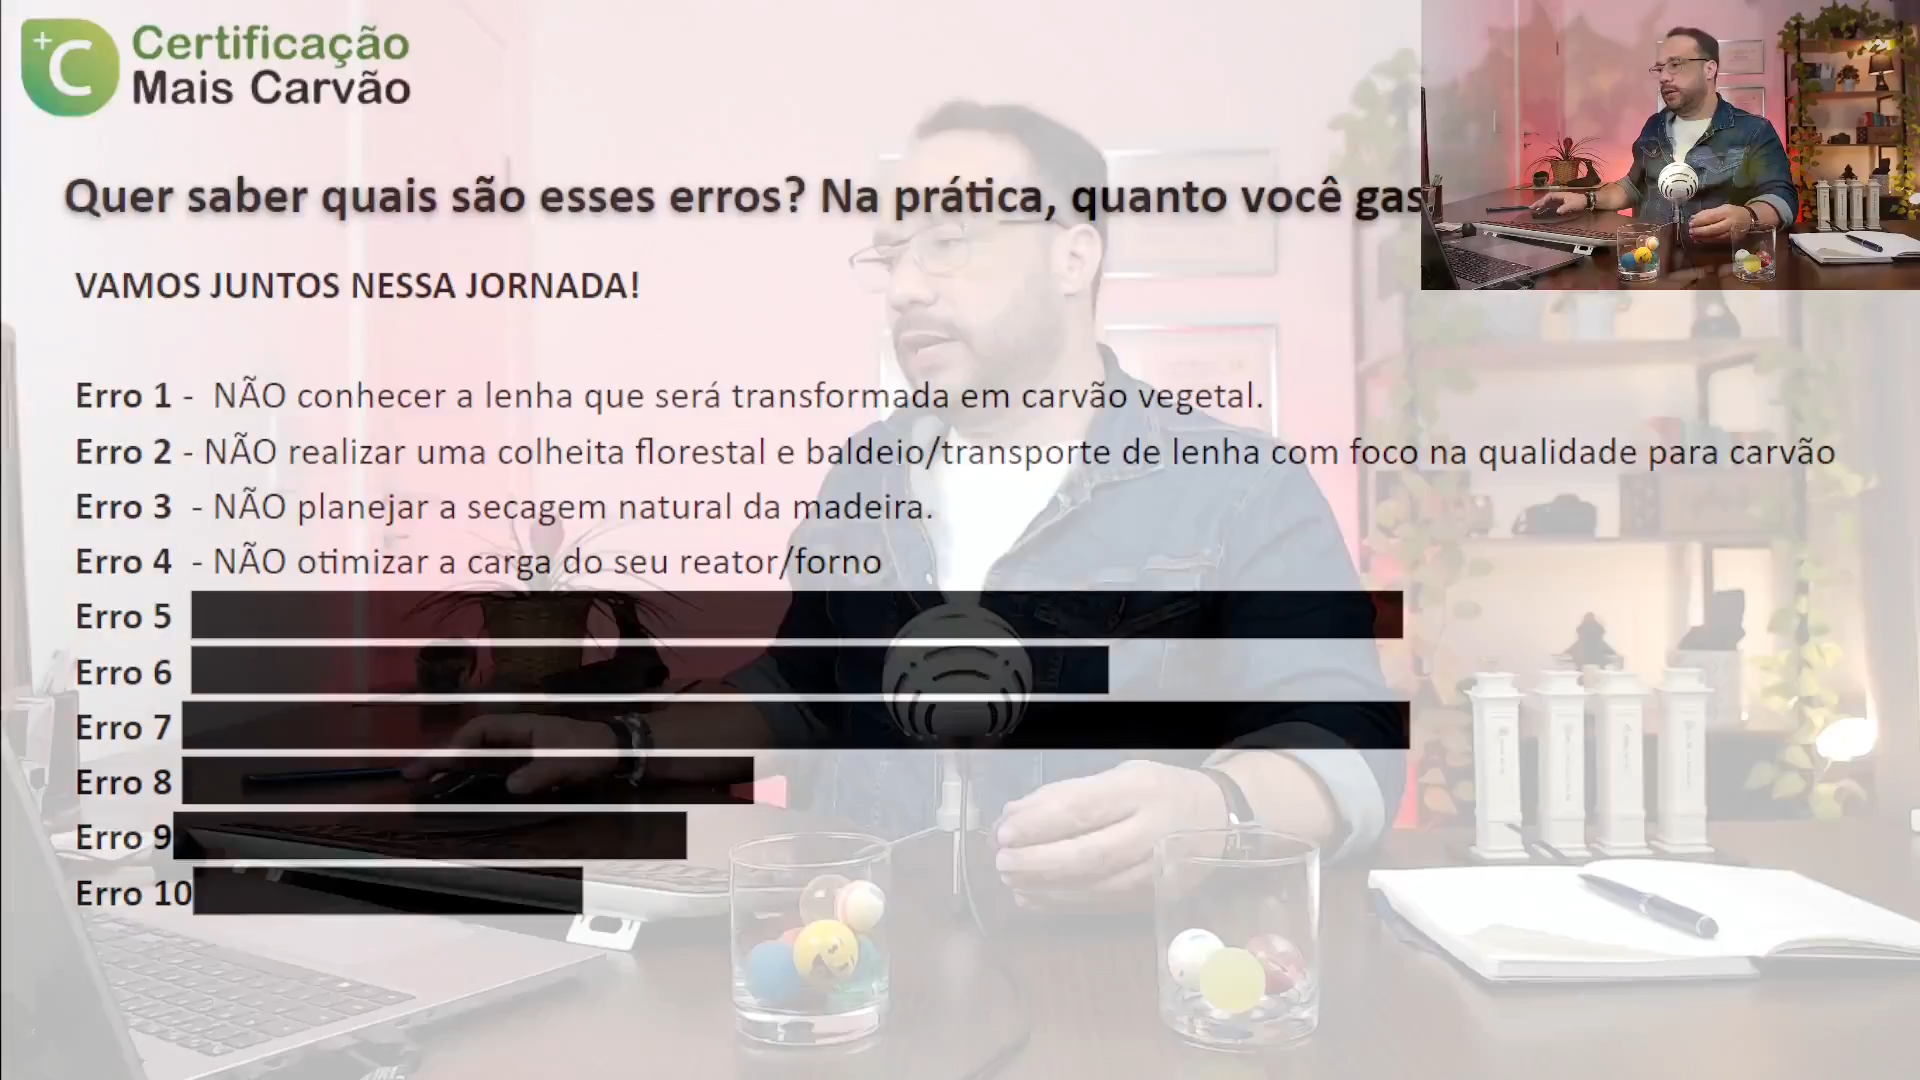 Certificação
Mais Carvão
Quer saber quais são esses erros? Na prática, quanto você gas
VAMOS JUNTOS NESSA JORNADA!
Erro 1 - NÃO conhecer a lenha que será transformada em carvão vegetal.
Erro 2 - NÃO realizar uma colheita florestal e baldeio/transporte de lenha com foco na qualidade para carvão
Erro 3 - NÃO planejar a secagem natural da madeira.
Erro 4 - NÃO otimizar a carga do seu reator/forno
Erro 5
Erro 6
Erro 7
Erro 8
Erro 9
Erro 10